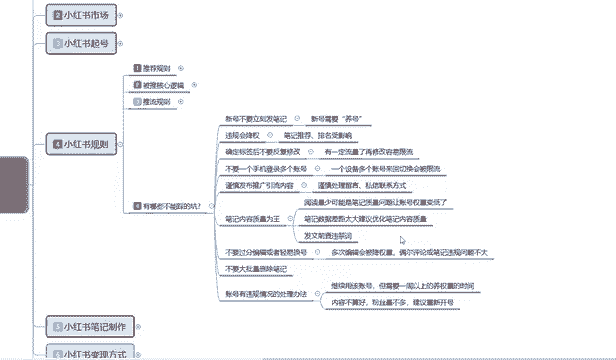 2 小红书市场
3 小红书起号
4 小红书规则
1 推荐规则
2 被搜核心逻辑
3 推流规则
4 有哪些不能踩的坑？
新号不要立刻发笔记
新号需要“养号”
违规会降权
笔记推荐、排名受影响
确定标签后不要反复修改
有一定流量了再修改容易限流
不要一个手机登录多个账号
一个设备多个账号来回切换会被限流
谨慎发布推广引流内容
谨慎处理留言、私信联系方式
笔记内容质量为王
阅读量少可能是笔记质量问题让账号权重变低了
笔记数据差距太大建议优化笔记内容质量
发文前查违禁词
不要过分编辑或者轻易换号
多次编辑会被降权重、偶尔评论或笔记违规问题不大
不要大批量删除笔记
账号有违规情况的处理办法
继续用该账号，但需要一周以上的养权重的时间
内容不算好，粉丝量不多，建议重新开号
5 小红书笔记制作
6 小红书变现方式